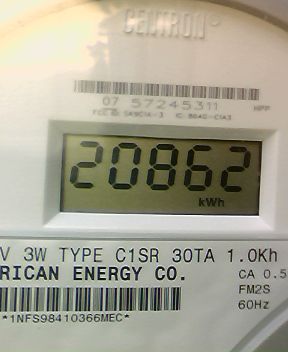 CENTRON
07 57245311
20862
kWh
V 3W TYPE C1SR 30TA 1.0Kh
RICAN ENERGY CO.
CA 0.5
FM2S
60Hz
*1NFS98410366MEC*